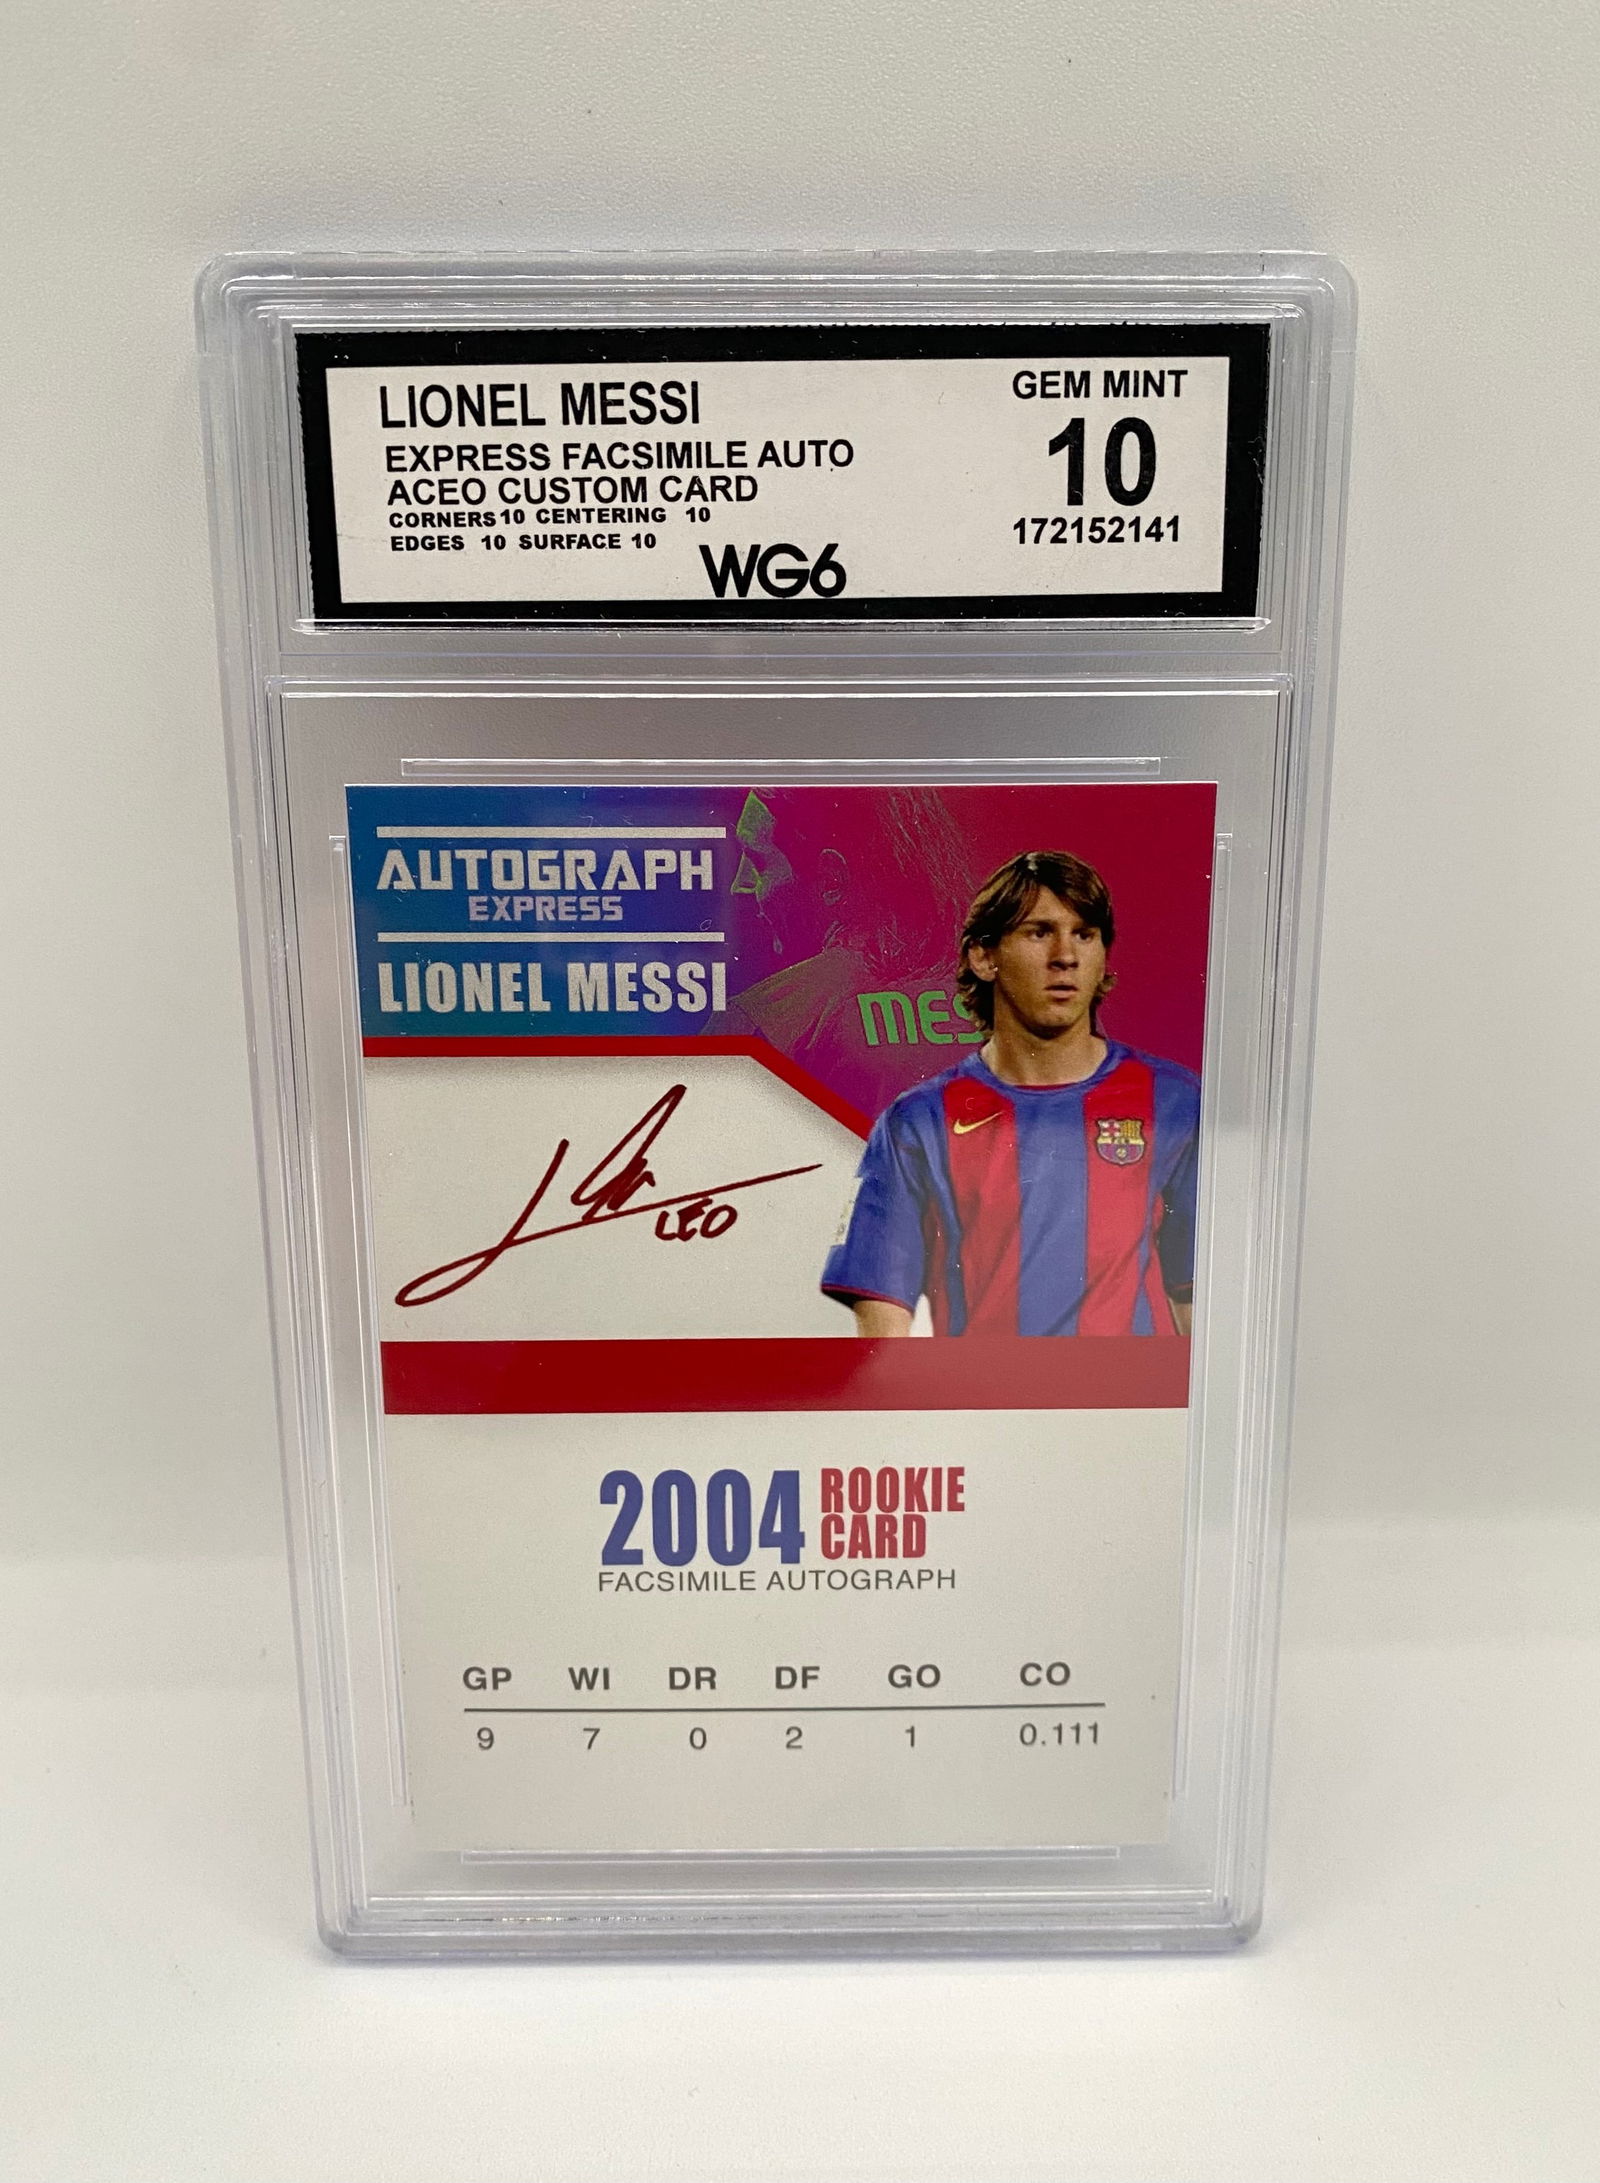 LIONEL MESSI
EXPRESS FACSIMILE AUTO
ACEO CUSTOM CARD
CORNERS 10 CENTERING 10
EDGES 10 SURFACE 10
WG6
GEM MINT
10
172152141
AUTOGRAPH
EXPRESS
LIONEL MESSI
MES
LEO
2004 ROOKIE
CARD
FACSIMILE AUTOGRAPH
GP WI DR DF GO CO
9 7 0 2 1 0.111